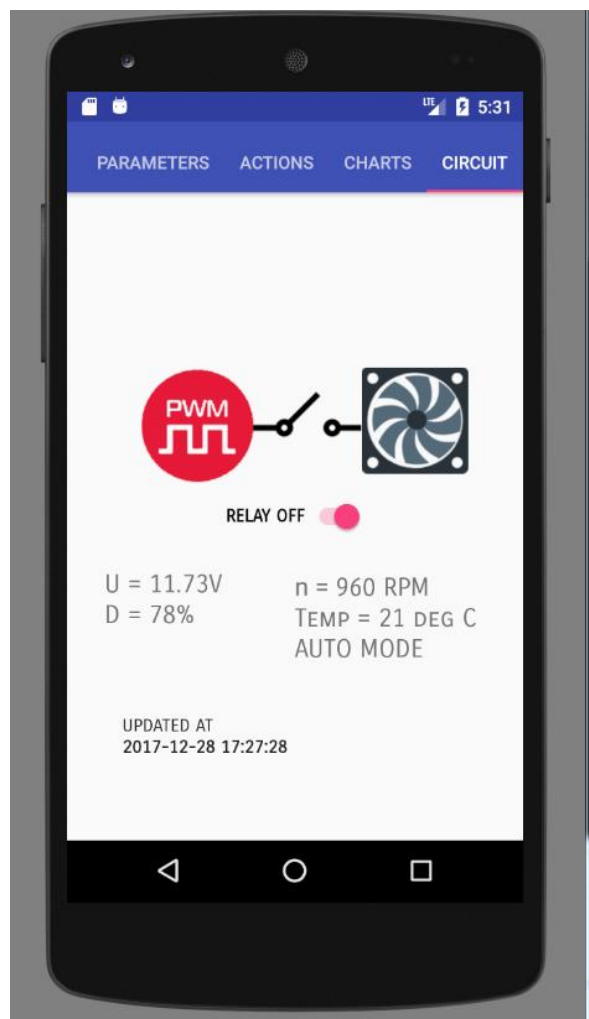 LTE 5:31
PARAMETERS ACTIONS CHARTS CIRCUIT
PWM
RELAY OFF
U = 11.73V
D = 78%
n = 960 RPM
TEMP = 21 DEG C
AUTO MODE
UPDATED AT
2017-12-28 17:27:28